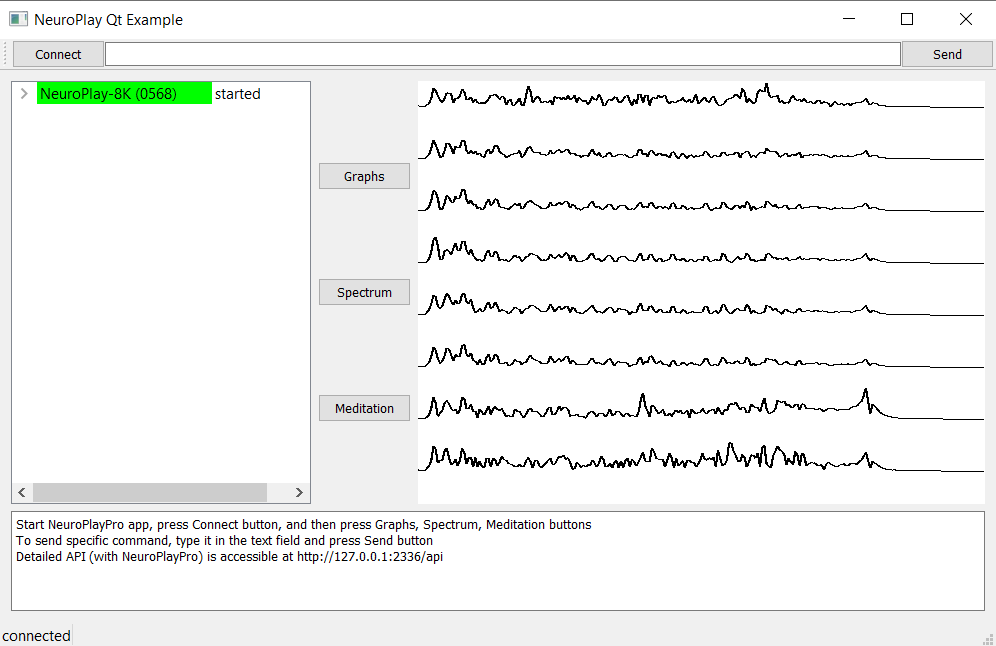 NeuroPlay Qt Example
Connect
Send
NeuroPlay-8K (0568) started
Graphs
Spectrum
Meditation
Start NeuroPlayPro app, press Connect button, and then press Graphs, Spectrum, Meditation buttons
To send specific command, type it in the text field and press Send button
Detailed API (with NeuroPlayPro) is accessible at http://127.0.0.1:2336/api
connected